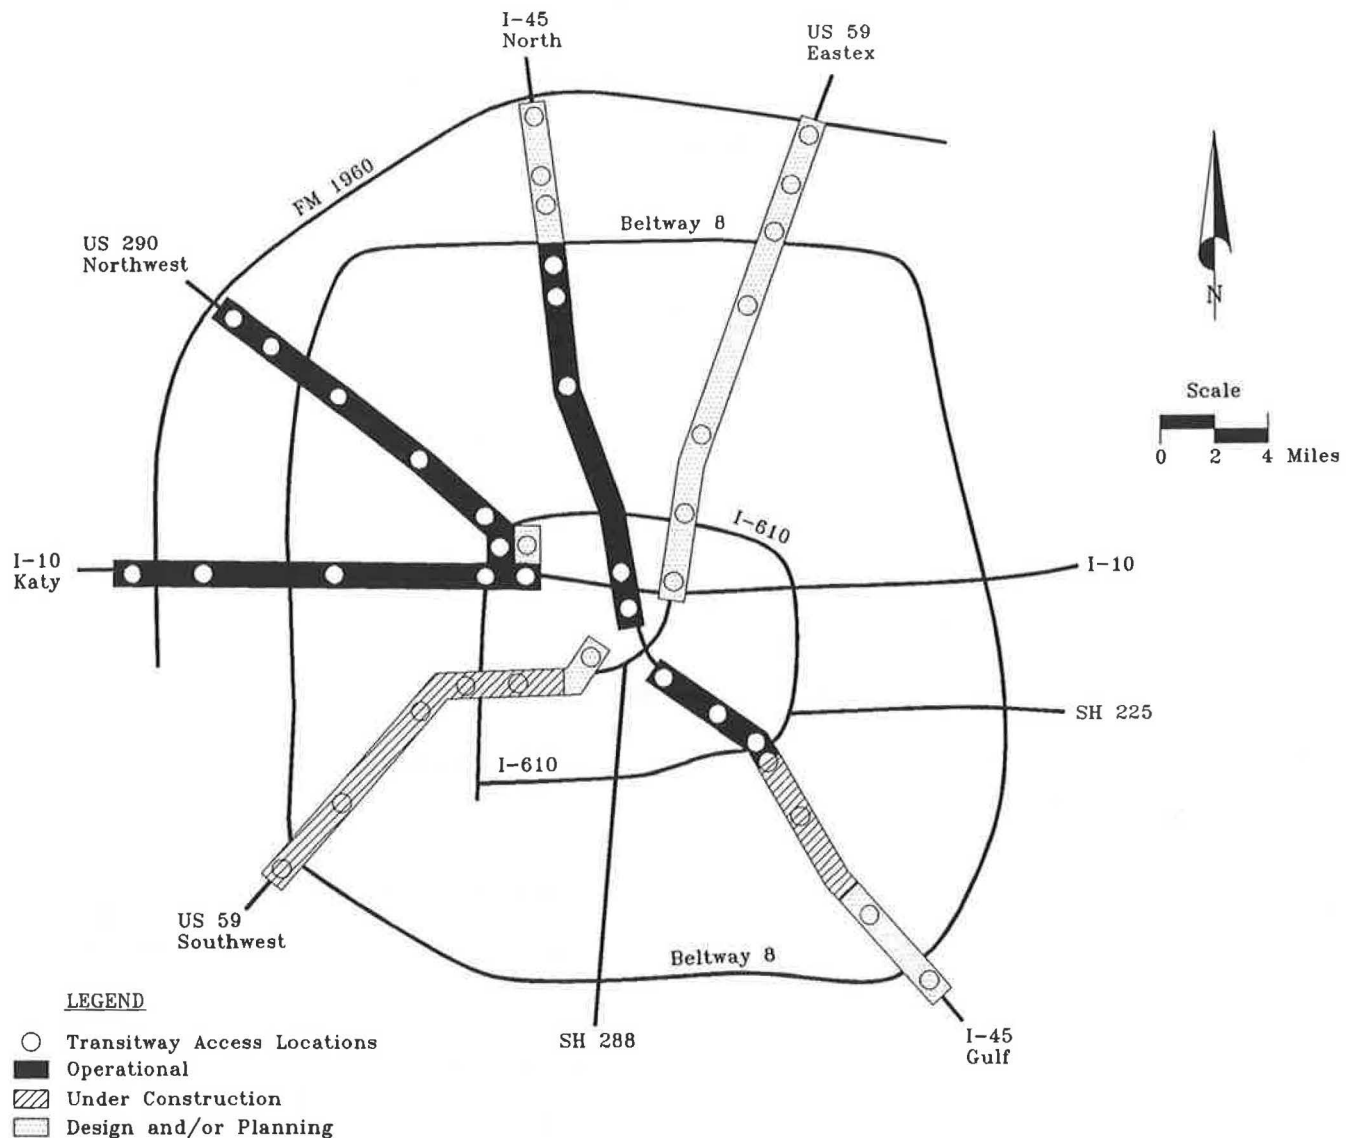 I-45
North
US 59
Eastex
FM 1960
Beltway 8
US 290
Northwest
N
Scale
0 2 4 Miles
I-610
I-10
Katy
I-10
SH 225
I-610
US 59
Southwest
Beltway 8
SH 288
I-45
Gulf
LEGEND
Transitway Access Locations
Operational
Under Construction
Design and/or Planning